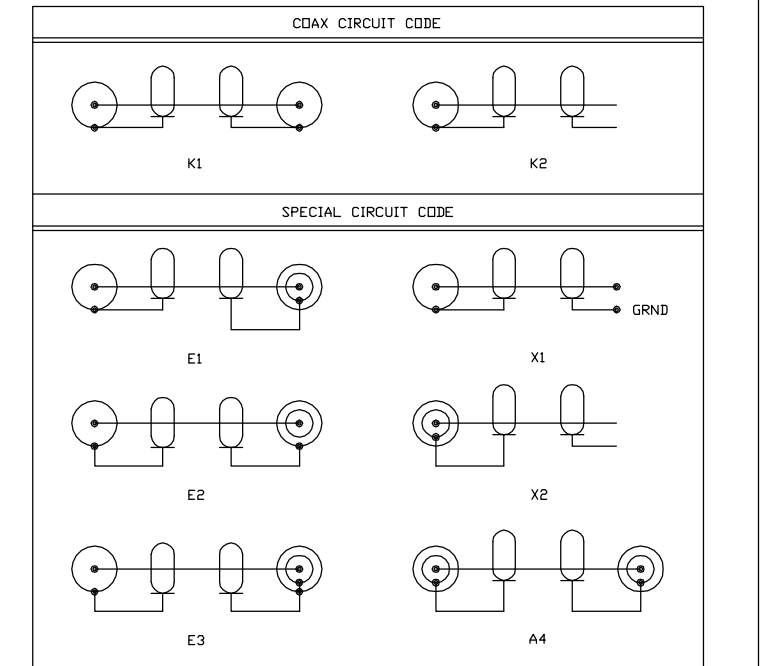 COAX CIRCUIT CODE
K1
K2
SPECIAL CIRCUIT CODE
E1
X1
GRND
E2
X2
E3
A4